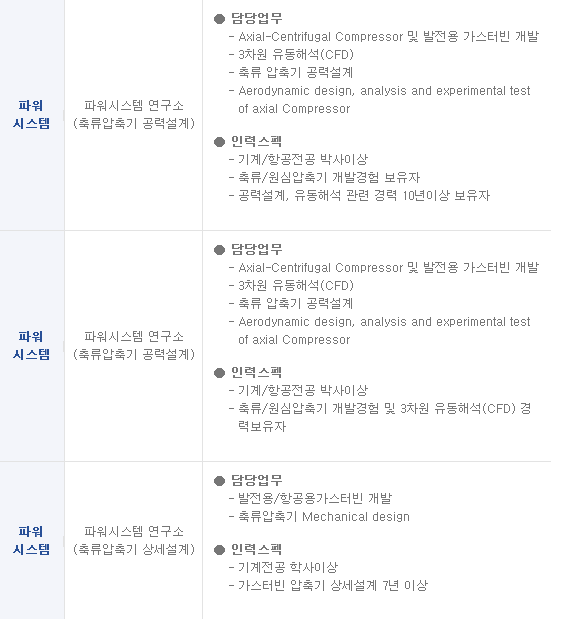 파워
시스템
파워시스템 연구소
(축류압축기 공력설계)
● 담당업무
- Axial-Centrifugal Compressor 및 발전용 가스터빈 개발
- 3차원 유동해석(CFD)
- 축류 압축기 공력설계
- Aerodynamic design, analysis and experimental test
of axial Compressor
● 인력스펙
- 기계/항공전공 박사이상
- 축류/원심압축기 개발경험 보유자
- 공력설계, 유동해석 관련 경력 10년이상 보유자
파워
시스템
파워시스템 연구소
(축류압축기 공력설계)
● 담당업무
- Axial-Centrifugal Compressor 및 발전용 가스터빈 개발
- 3차원 유동해석(CFD)
- 축류 압축기 공력설계
- Aerodynamic design, analysis and experimental test
of axial Compressor
● 인력스펙
- 기계/항공전공 박사이상
- 축류/원심압축기 개발경험 및 3차원 유동해석(CFD) 경
력보유자
파워
시스템
파워시스템 연구소
(축류압축기 상세설계)
● 담당업무
- 발전용/항공용가스터빈 개발
- 축류압축기 Mechanical design
● 인력스펙
- 기계전공 학사이상
- 가스터빈 압축기 상세설계 7년 이상